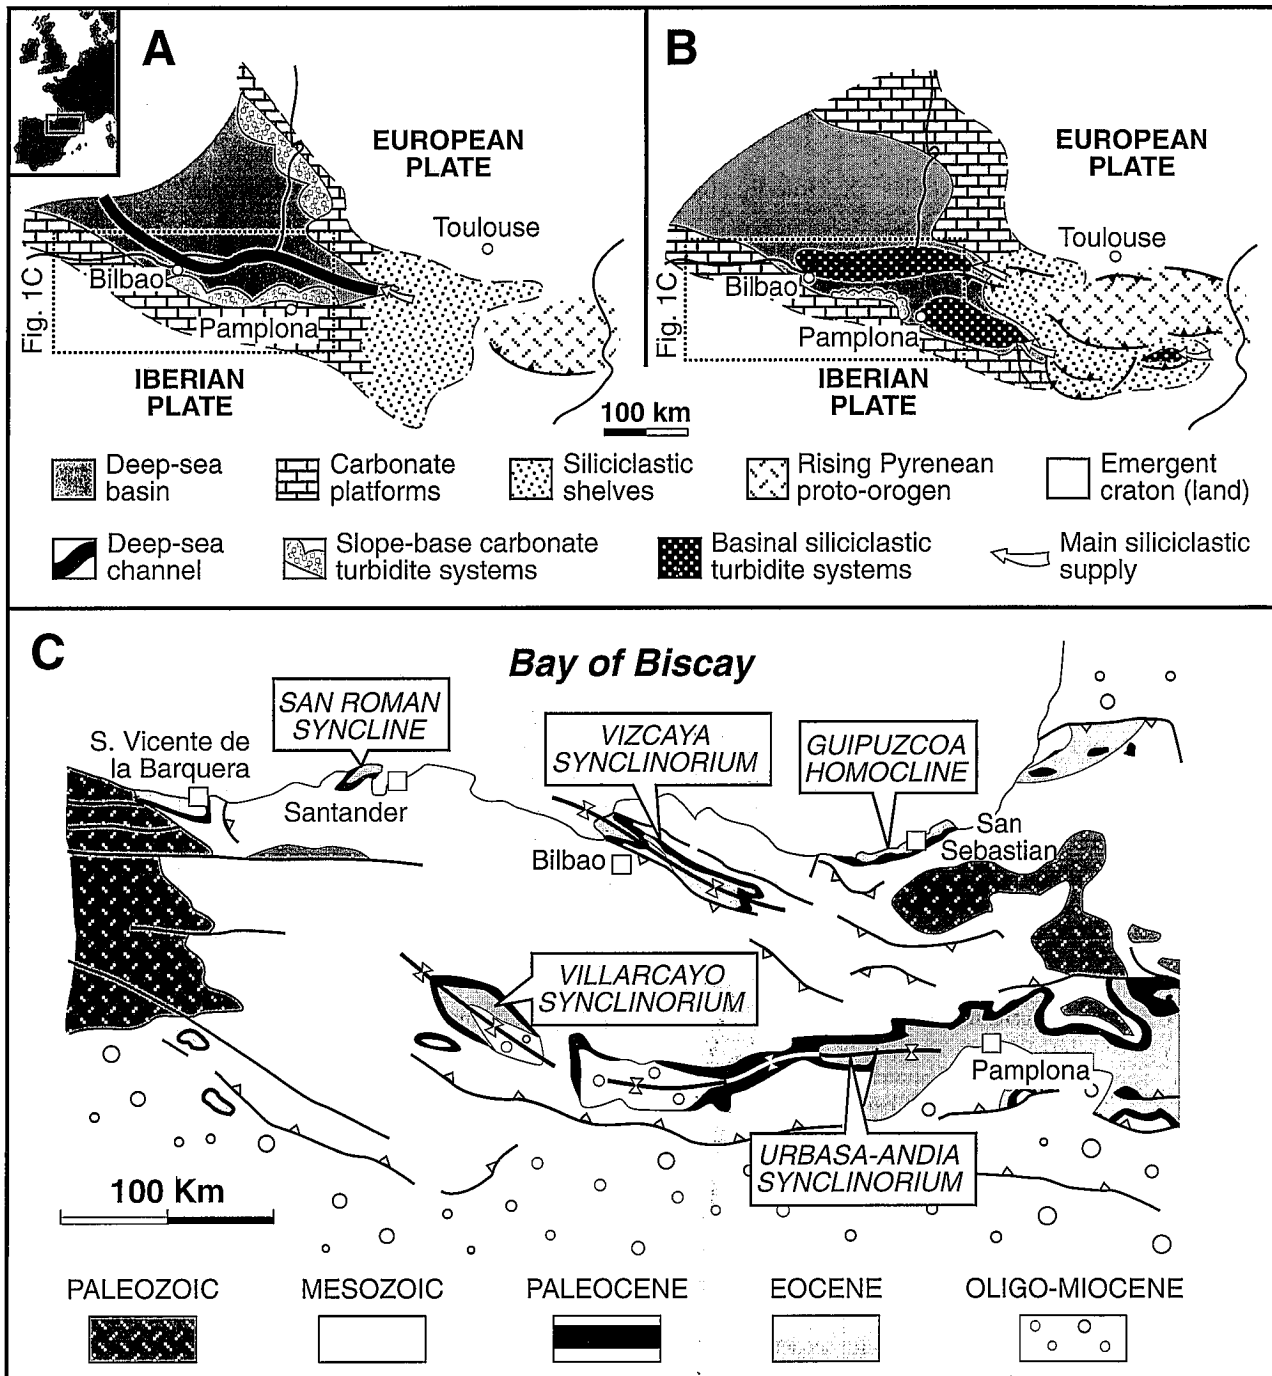 A
EUROPEAN
PLATE
Toulouse
Bilbao
Pamplona
Fig. 1C
IBERIAN
PLATE
B
EUROPEAN
PLATE
Toulouse
Bilbao
Pamplona
Fig. 1C
IBERIAN
PLATE
100 km
Deep-sea
basin
Carbonate
platforms
Siliciclastic
shelves
Rising Pyrenean
proto-orogen
Emergent
craton (land)
Deep-sea
channel
Slope-base carbonate
turbidite systems
Basinal siliciclastic
turbidite systems
Main siliciclastic
supply
C
Bay of Biscay
SAN ROMAN
SYNCLINE
S. Vicente de
la Barquera
Santander
VIZCAYA
SYNCLINORIUM
GUIPUZCOA
HOMOCLINE
San
Sebastian
Bilbao
VILLARCAYO
SYNCLINORIUM
Pamplona
URBASA-ANDIA
SYNCLINORIUM
100 Km
PALEOZOIC
MESOZOIC
PALEOCENE
EOCENE
OLIGO-MIOCENE